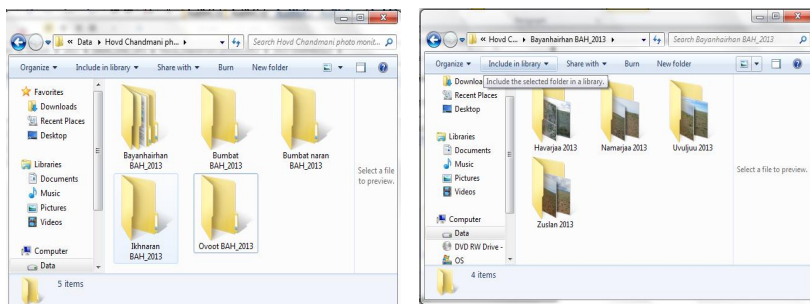 « Data ▸ Hovd Chandmani ph... ▸
Search Hovd Chandmani photo monit...
Organize
Include in library
Share with
Burn
New folder
Favorites
Downloads
Recent Places
Desktop
Libraries
Documents
Music
Pictures
Videos
Computer
Data
Bayanhairhan
BAH_2013
Bumbat
BAH_2013
Bumbat naran
BAH_2013
Ikhnaran
BAH_2013
Ovoot BAH_2013
Select a file
to preview.
5 items
« Hovd C... ▸ Bayanhairhan BAH_2013 ▸
Search Bayanhairhan BAH_2013
Organize
Include in library
Share with
Burn
New folder
Downloa
Include the selected folder in a library.
Recent Places
Desktop
Libraries
Documents
Music
Pictures
Videos
Computer
Data
DVD RW Drive -
OS
Havarjaa 2013
Namarjaa 2013
Uvuljuu 2013
Zuslan 2013
Select a file to preview.
4 items